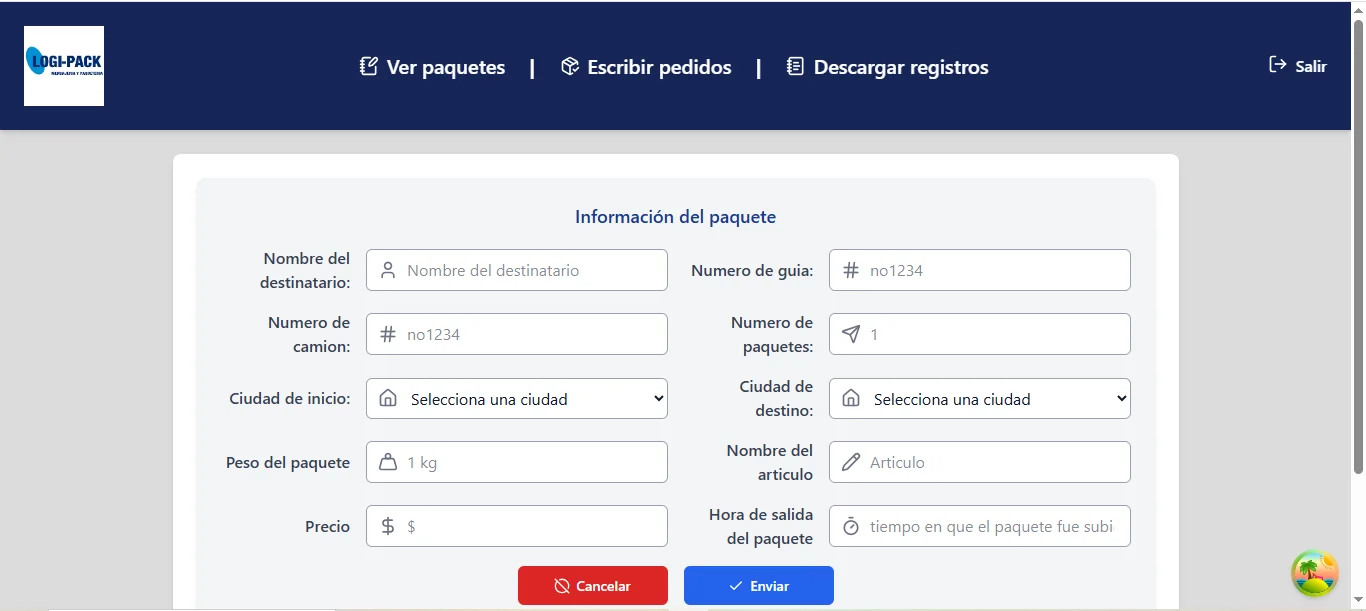 LOGI-PACK
MENSAJERIA Y PAQUETERIA
Ver paquetes | Escribir pedidos | Descargar registros
Salir
Información del paquete
Nombre del
destinatario:
Nombre del destinatario
Numero de guia:
no1234
Numero de
camion:
no1234
Numero de
paquetes:
1
Ciudad de inicio:
Selecciona una ciudad
Ciudad de
destino:
Selecciona una ciudad
Peso del paquete
1 kg
Nombre del
articulo
Articulo
Precio
$
Hora de salida
del paquete
tiempo en que el paquete fue subi
Cancelar
Enviar